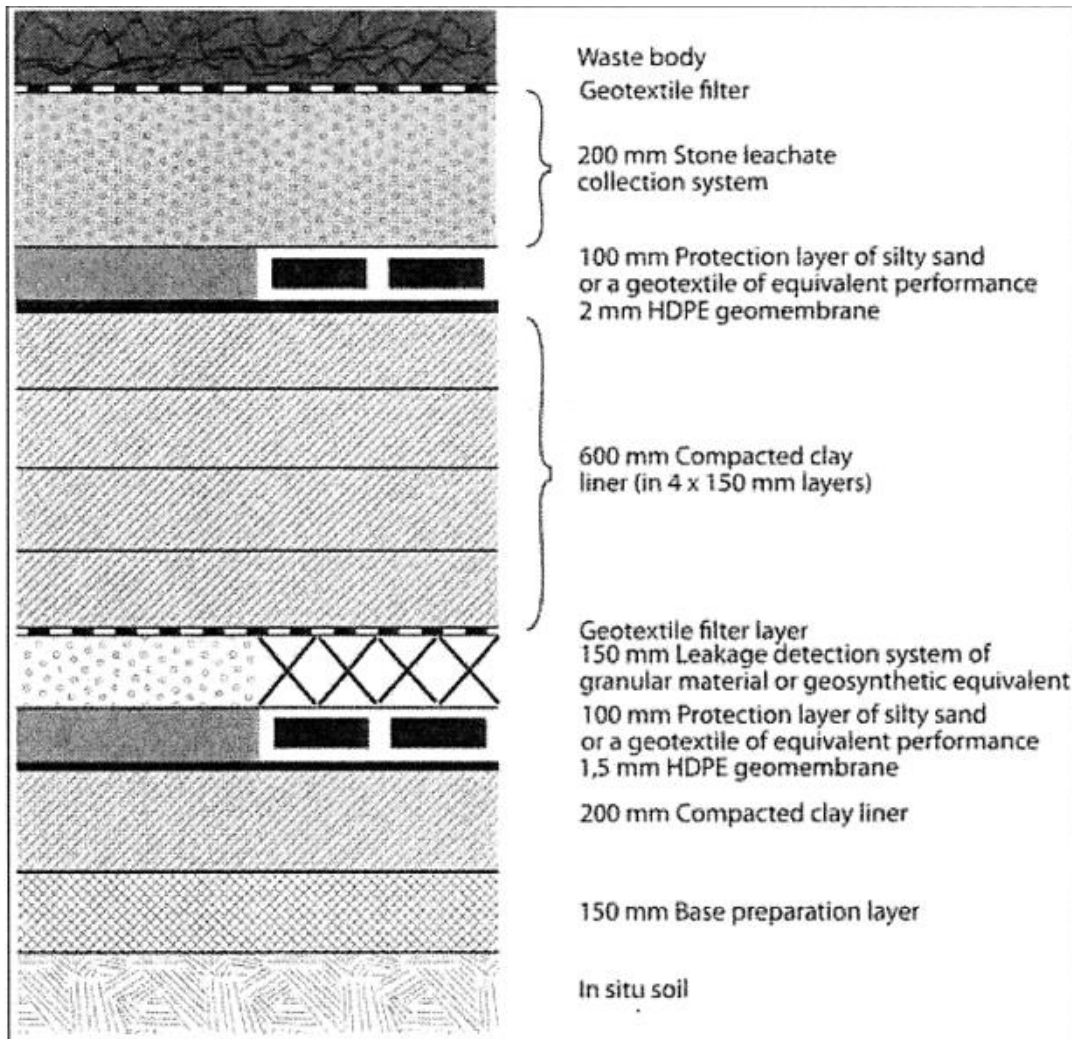 Waste body
Geotextile filter
200 mm Stone leachate
collection system
100 mm Protection layer of silty sand
or a geotextile of equivalent performance
2 mm HDPE geomembrane
600 mm Compacted clay
liner (in 4 x 150 mm layers)
Geotextile filter layer
150 mm Leakage detection system of
granular material or geosynthetic equivalent
100 mm Protection layer of silty sand
or a geotextile of equivalent performance
1,5 mm HDPE geomembrane
200 mm Compacted clay liner
150 mm Base preparation layer
In situ soil